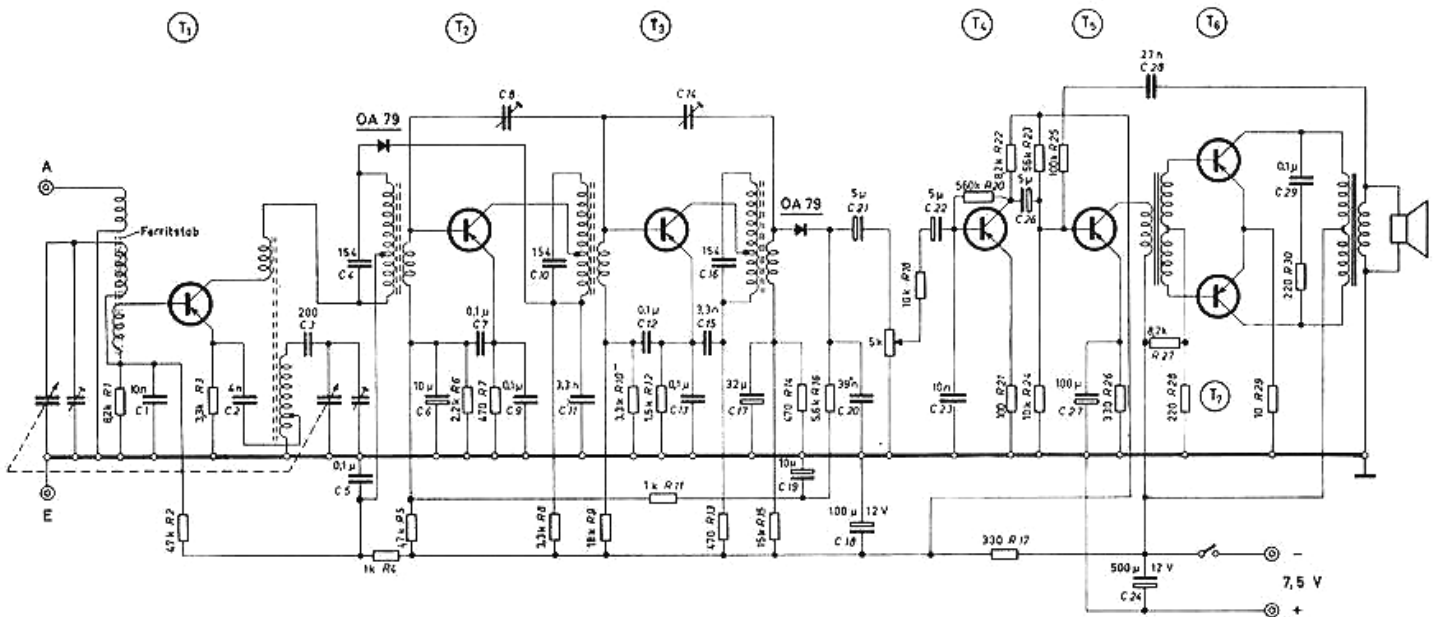 T1
T2
T3
T4
T5
T6
A
Ferritstab
E
8,2k R1
10n
C1
3,3k R3
4n
C2
200
C3
0,1µ
C5
47k R2
1k R4
OA 79
154
C4
C8
10µ
C6
0,1µ
C7
2,2k R6
470 R7
0,1µ
C9
154
C10
3,3n
C11
47k R5
3,3k R8
18k R9
C14
0,1µ
C12
3,3n
C15
3,3k R10
1,5k R12
0,1µ
C13
154
C16
32µ
C17
1k R11
470 R13
15k R15
OA 79
470 R14
5,6k R16
39n
C20
10µ
C19
100µ 12V
C18
5µ
C21
5k
10k R18
5µ
C22
560k R20
10n
C23
8,2k R22
56k R23
100k R25
5µ
C26
100 R21
10k R24
100µ
C27
330 R26
330 R17
27n
C28
8,2k
R27
220 R28
T7
10 R29
0,1µ
C29
220 R30
500µ 12V
C24
−
7,5 V
+